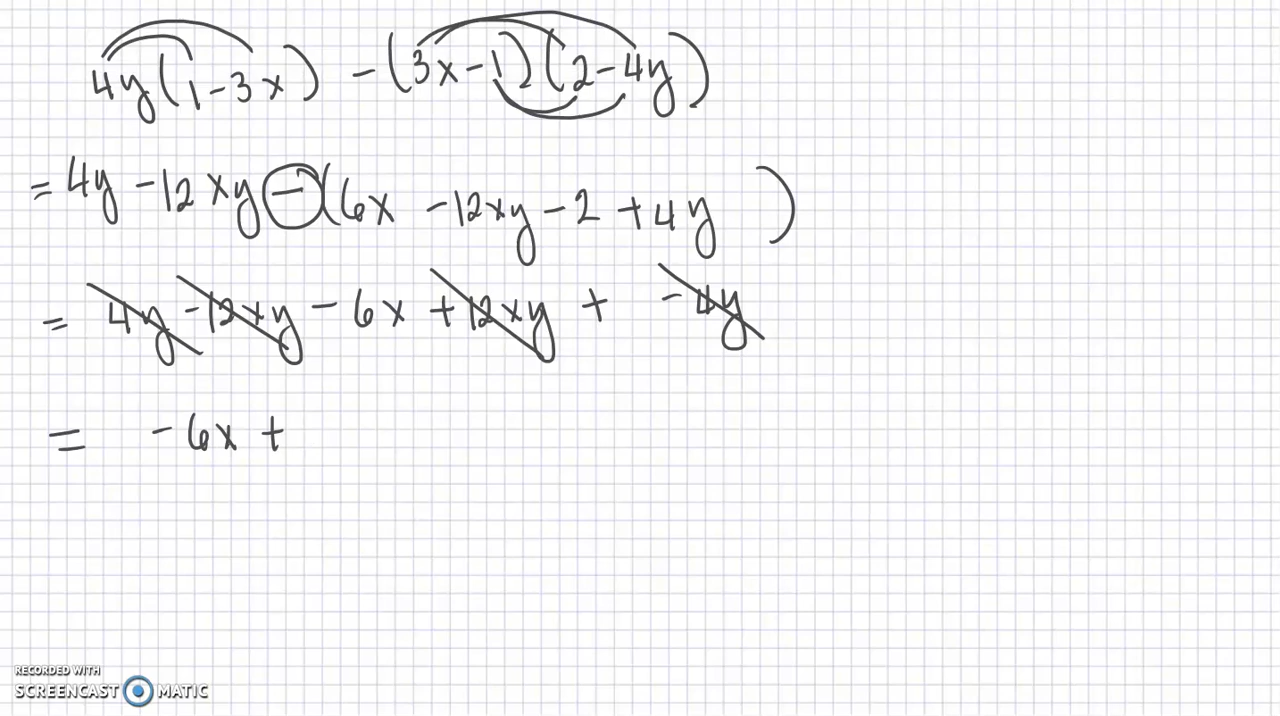 4y(1-3x) -(3x-1)(2-4y)
=4y -12xy -(6x -12xy -2 +4y )
= 4y -12xy - 6x +12xy + -4y
= -6x +
RECORDED WITH
SCREENCAST MATIC